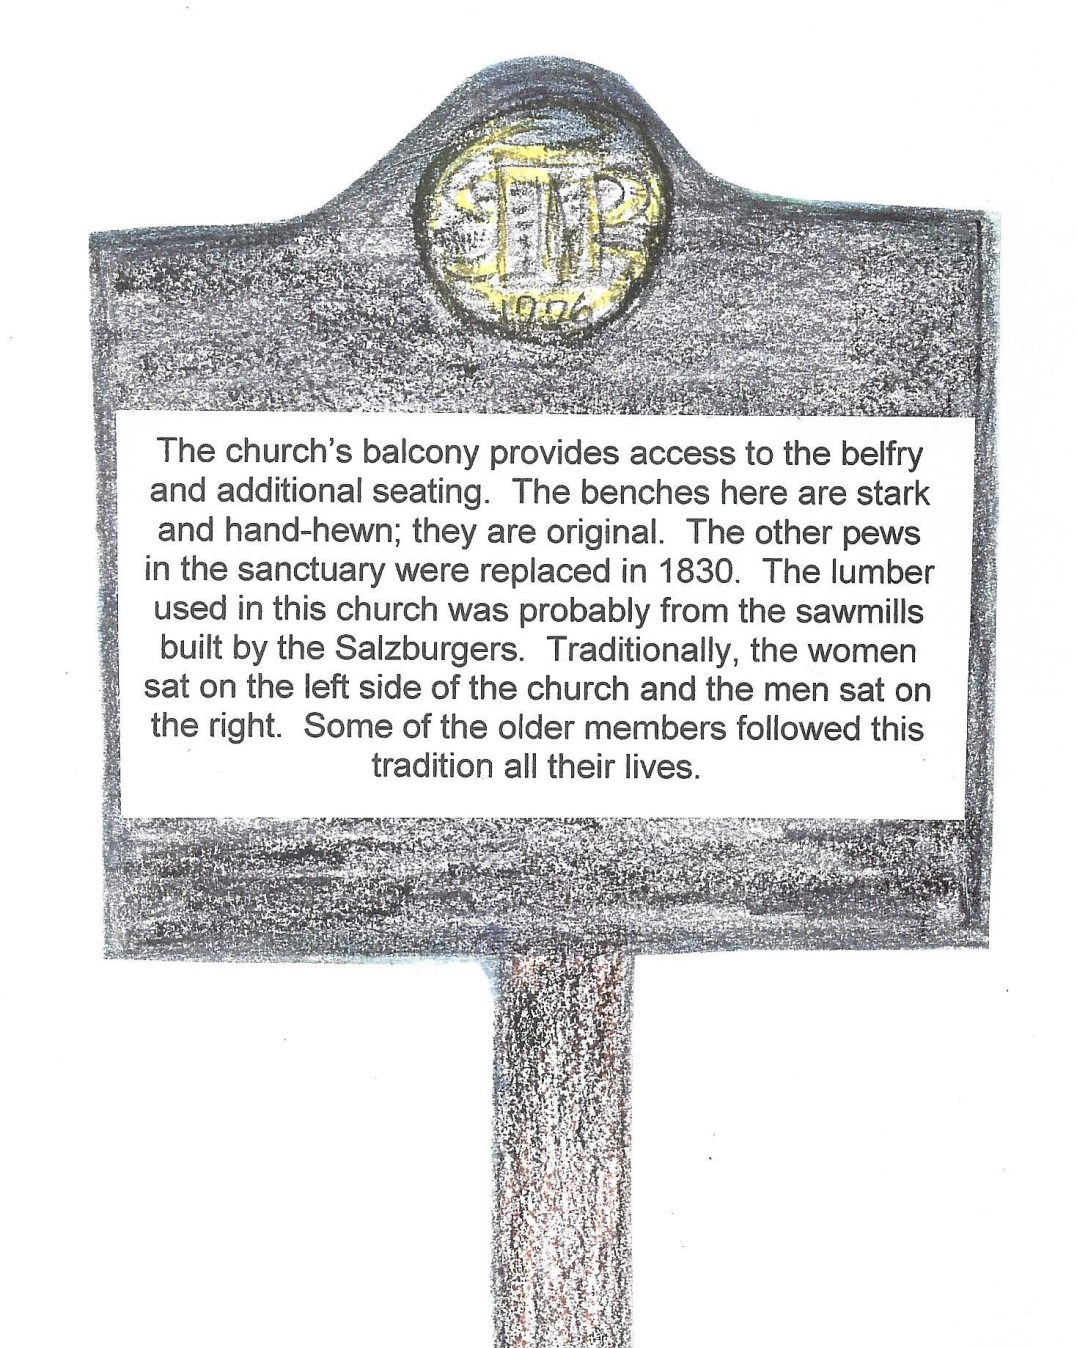 The church's balcony provides access to the belfry
and additional seating.  The benches here are stark
and hand-hewn; they are original.  The other pews
in the sanctuary were replaced in 1830.  The lumber
used in this church was probably from the sawmills
built by the Salzburgers.  Traditionally, the women
sat on the left side of the church and the men sat on
the right.  Some of the older members followed this
tradition all their lives.